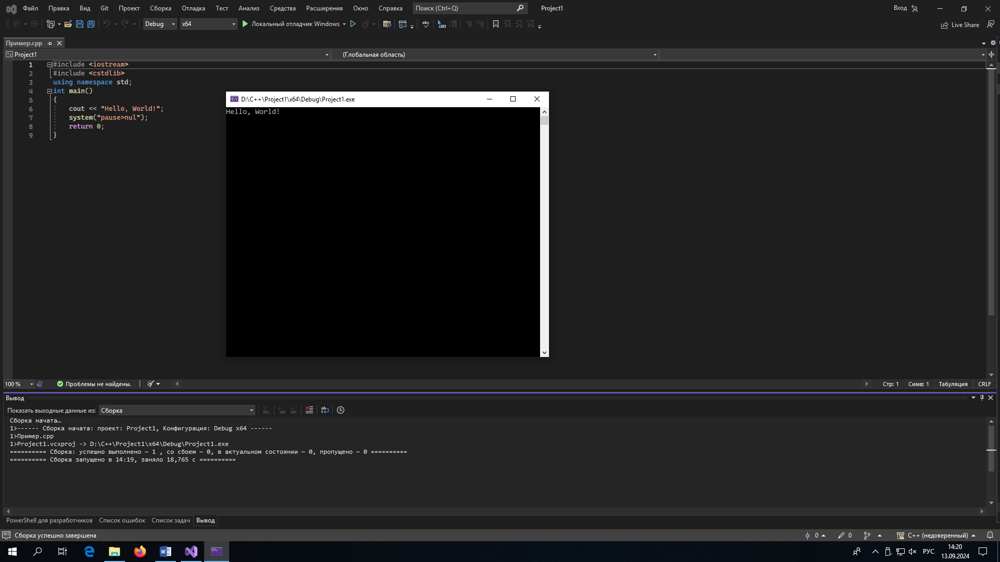 Файл Правка Вид Git Проект Сборка Отладка Тест Анализ Средства Расширения Окно Справка Поиск (Ctrl+Q) Project1 Вход
Debug x64 Локальный отладчик Windows Live Share
Пример.cpp
Project1 (Глобальная область)
1 #include <iostream>
2 #include <cstdlib>
3 using namespace std;
4 int main()
5 {
6 cout << "Hello, World!";
7 system("pause>nul");
8 return 0;
9 }
D:\C++\Project1\x64\Debug\Project1.exe
Hello, World!
100 % Проблемы не найдены. Стр: 1 Симв: 1 Табуляция CRLF
Вывод
Показать выходные данные из: Сборка
Сборка начата…
1>------ Сборка начата: проект: Project1, Конфигурация: Debug x64 ------
1>Пример.cpp
1>Project1.vcxproj -> D:\C++\Project1\x64\Debug\Project1.exe
========== Сборка: успешно выполнено — 1 , со сбоем — 0, в актуальном состоянии — 0, пропущено — 0 ==========
========== Сборка запущено в 14:19, заняло 18,765 с ==========
PowerShell для разработчиков Список ошибок Список задач Вывод
Сборка успешно завершена 0 0 C++ (недоверенный)
РУС 14:20
13.09.2024